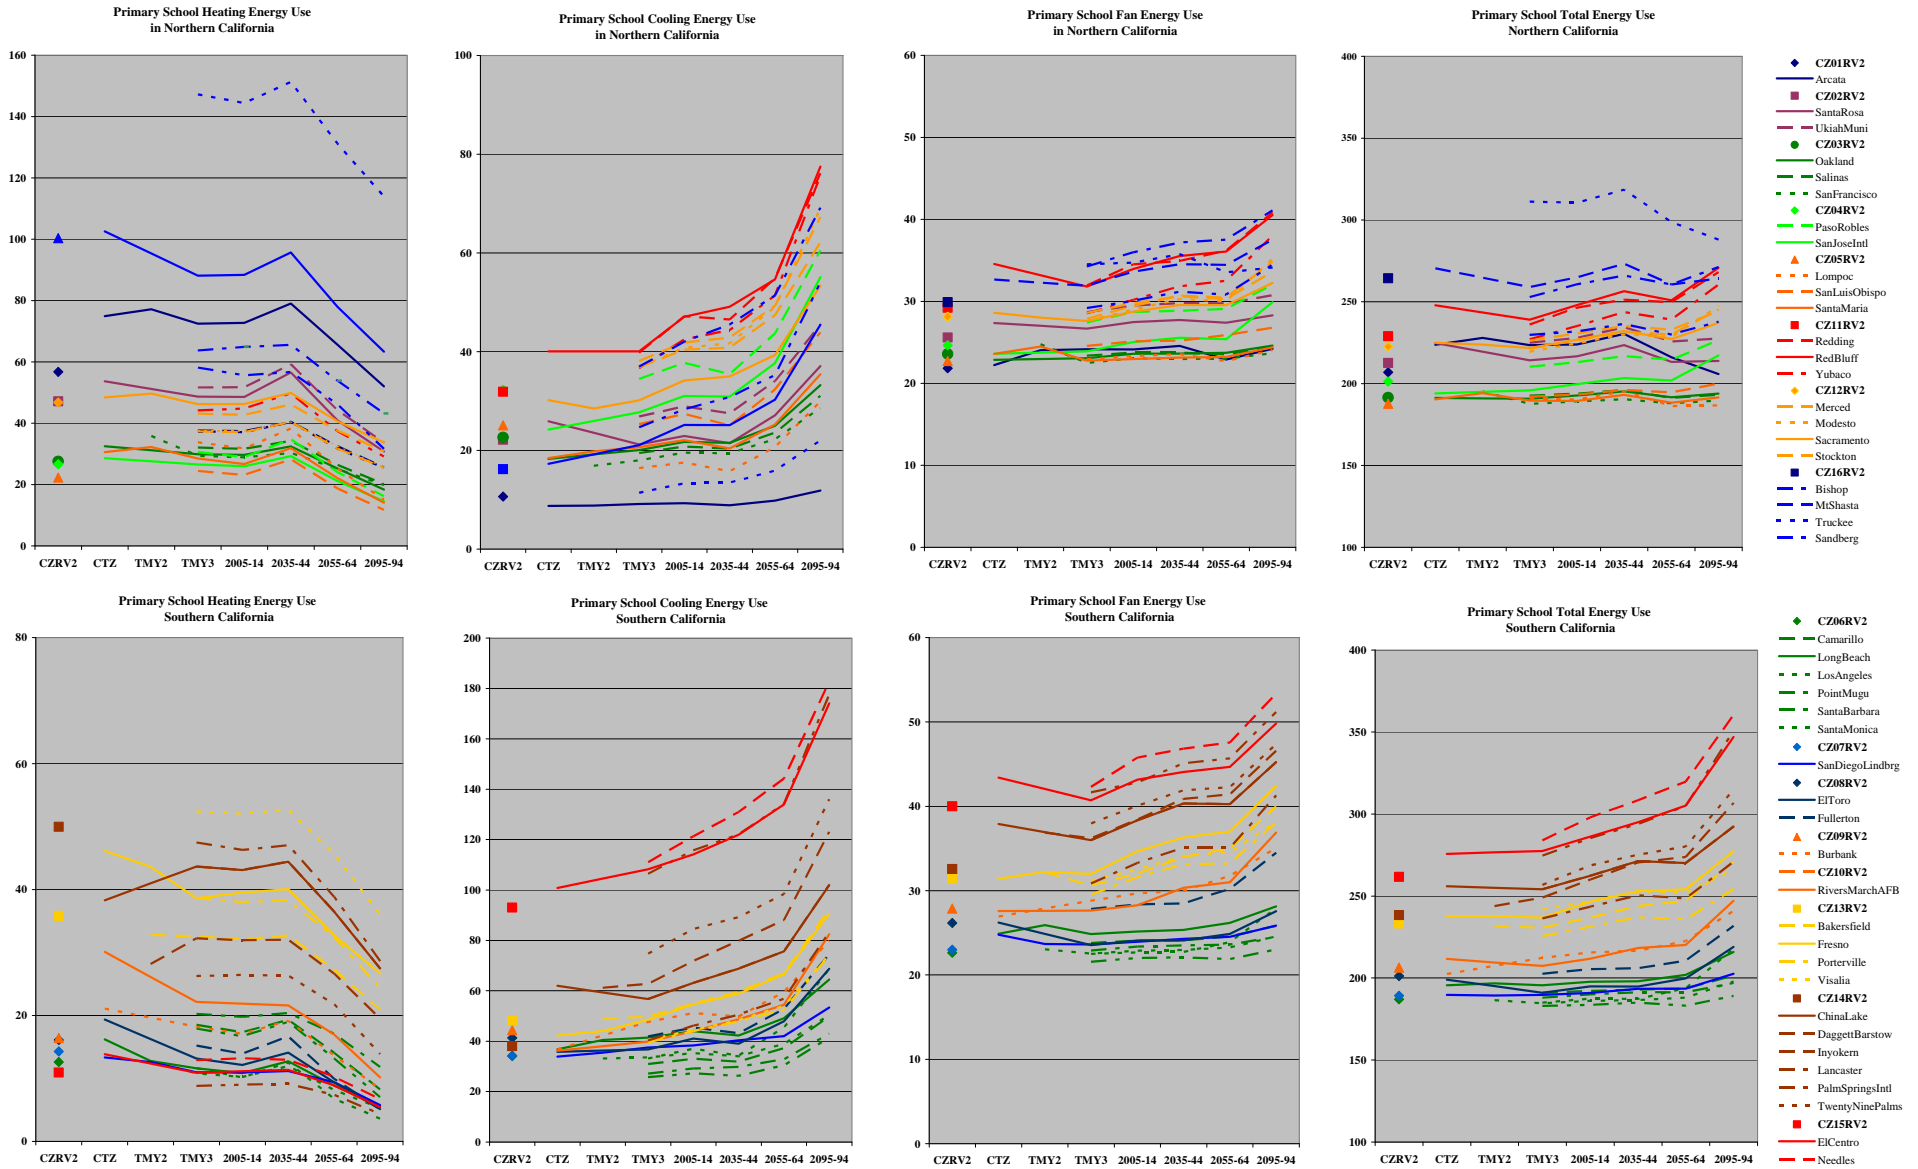 Primary School Heating Energy Use
in Northern California
160
140
120
100
80
60
40
20
0
CZRV2 CTZ TMY2 TMY3 2005-14 2035-44 2055-64 2095-94
Primary School Cooling Energy Use
in Northern California
100
80
60
40
20
0
CZRV2 CTZ TMY2 TMY3 2005-14 2035-44 2055-64 2095-94
Primary School Fan Energy Use
in Northern California
60
50
40
30
20
10
0
CZRV2 CTZ TMY2 TMY3 2005-14 2035-44 2055-64 2095-94
Primary School Total Energy Use
Northern California
400
350
300
250
200
150
100
CZRV2 CTZ TMY2 TMY3 2005-14 2035-44 2055-64 2095-94
CZ01RV2
Arcata
CZ02RV2
SantaRosa
UkiahMuni
CZ03RV2
Oakland
Salinas
SanFrancisco
CZ04RV2
PasoRobles
SanJoseIntl
CZ05RV2
Lompoc
SanLuisObispo
SantaMaria
CZ11RV2
Redding
RedBluff
Yubaco
CZ12RV2
Merced
Modesto
Sacramento
Stockton
CZ16RV2
Bishop
MtShasta
Truckee
Sandberg
Primary School Heating Energy Use
Southern California
80
60
40
20
0
CZRV2 CTZ TMY2 TMY3 2005-14 2035-44 2055-64 2095-94
Primary School Cooling Energy Use
Southern California
200
180
160
140
120
100
80
60
40
20
0
CZRV2 CTZ TMY2 TMY3 2005-14 2035-44 2055-64 2095-94
Primary School Fan Energy Use
Southern California
60
50
40
30
20
10
0
CZRV2 CTZ TMY2 TMY3 2005-14 2035-44 2055-64 2095-94
Primary School Total Energy Use
Southern California
400
350
300
250
200
150
100
CZRV2 CTZ TMY2 TMY3 2005-14 2035-44 2055-64 2095-94
CZ06RV2
Camarillo
LongBeach
LosAngeles
PointMugu
SantaBarbara
SantaMonica
CZ07RV2
SanDiegoLindbrg
CZ08RV2
ElToro
Fullerton
CZ09RV2
Burbank
CZ10RV2
RiversMarchAFB
CZ13RV2
Bakersfield
Fresno
Porterville
Visalia
CZ14RV2
ChinaLake
DaggettBarstow
Inyokern
Lancaster
PalmSpringsIntl
TwentyNinePalms
CZ15RV2
ElCentro
Needles